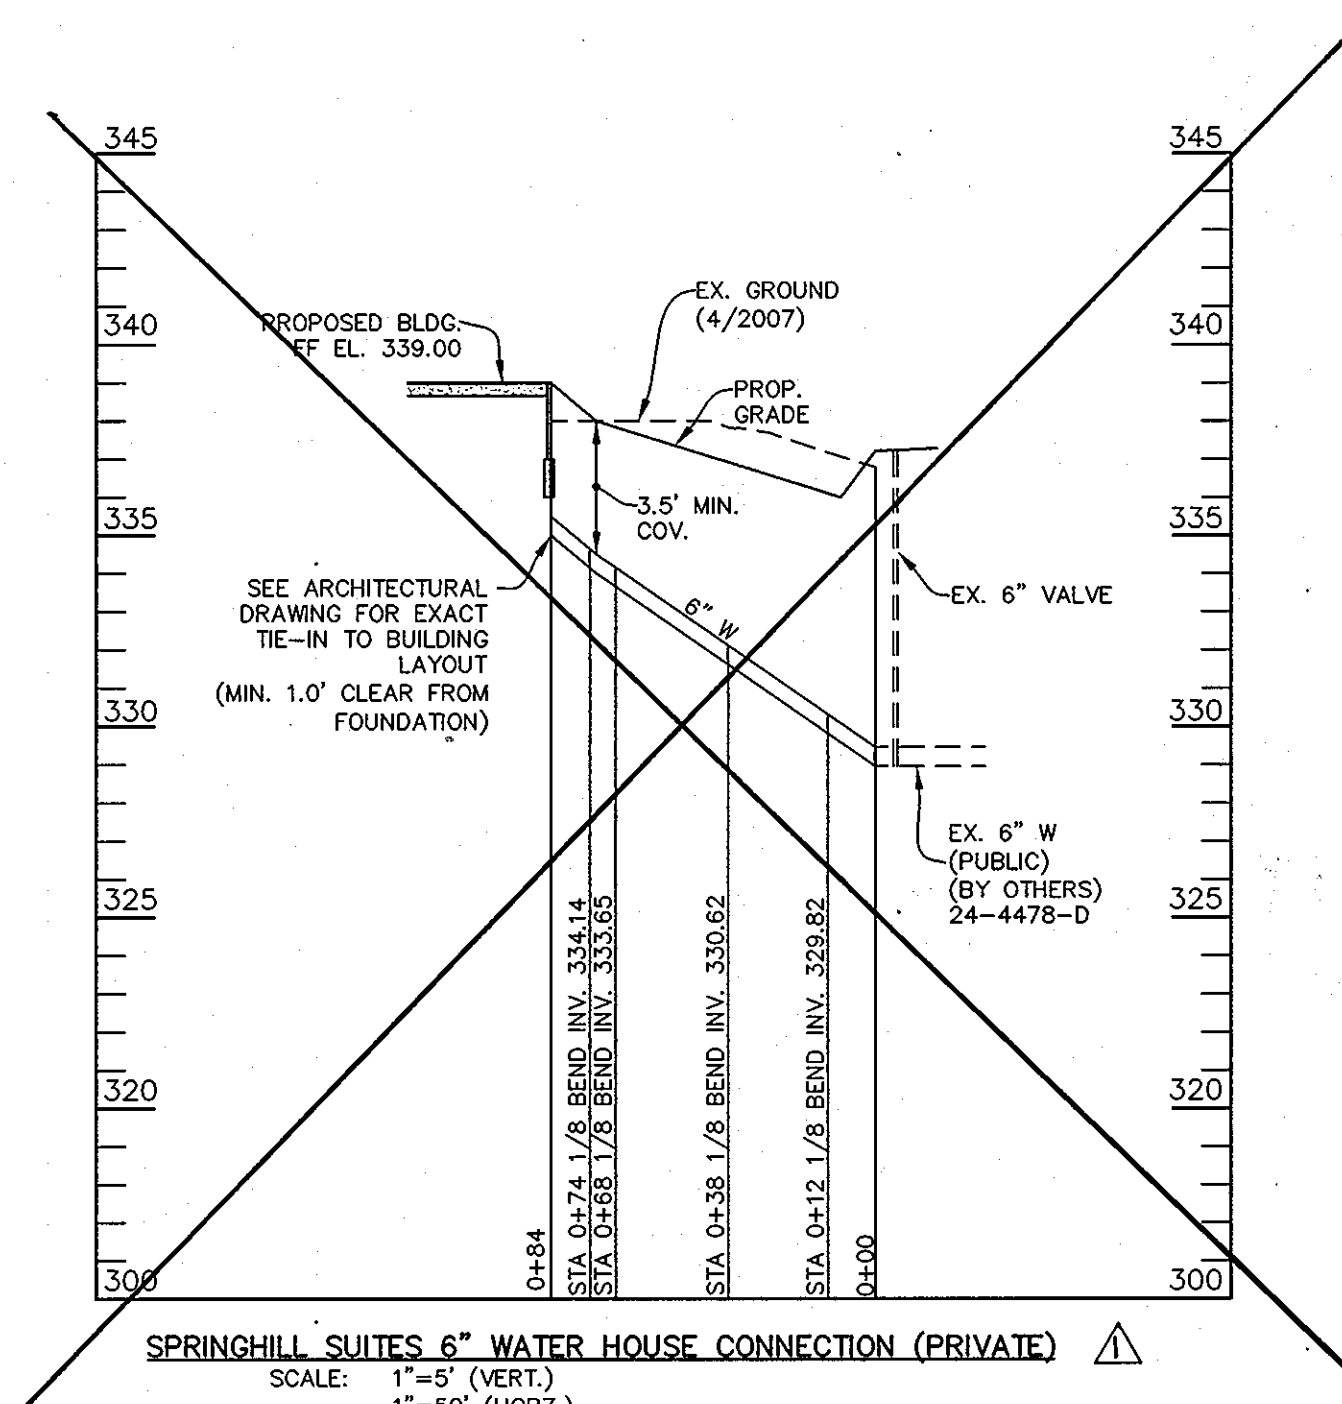 345
345
EX. GROUND
(4/2007)
PROPOSED BLDG.
FF EL. 339.00
340
340
PROP.
GRADE
3.5' MIN.
COV.
335
335
SEE ARCHITECTURAL
DRAWING FOR EXACT
TIE-IN TO BUILDING
LAYOUT
(MIN. 1.0' CLEAR FROM
FOUNDATION)
6" W
EX. 6" VALVE
330
330
EX. 6" W
(PUBLIC)
(BY OTHERS)
24-4478-D
325
325
320
320
0+84
STA 0+74 1/8 BEND INV. 334.14
STA 0+68 1/8 BEND INV. 333.65
STA 0+38 1/8 BEND INV. 330.62
STA 0+12 1/8 BEND INV. 329.82
0+00
300
300
SPRINGHILL SUITES 6" WATER HOUSE CONNECTION (PRIVATE)
1
SCALE: 1"=5' (VERT.)
1"=50' (HORZ.)